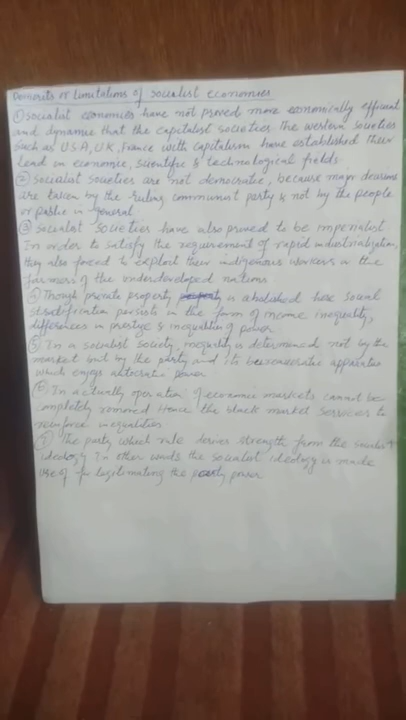 Demerits or Limitations of Socialist economies
① Socialist economies have not proved more economically efficient
and dynamic that the capitalist societies. The western societies
such as U.S.A, U.K, France with capitalism have established their
lead in economic, scientific & technological fields.
② Socialist societies are not democratic, because major decisions
are taken by the ruling communist party & not by the people
or public in general
③ Socialist societies have also proved to be imperialist
In order to satisfy the requirement of rapid industrialization,
they also forced to exploit their indigenous workers or the
farmers of the underdeveloped nations
④ Though private property is abolished here social
stratification persists in the form of income inequality,
differences in prestige & inequalities of power.
⑤ In a socialist society, inequality is determined not by the
market but by the party and its bureaucratic apparatus
which enjoys autocratic power
⑥ In actually operation of economic markets cannot be
completely removed Hence the black market services to
reinforce inequalities
⑦ The party which rule derives strength from the socialist
ideology In other words the socialist ideology is made
use of for legitimating the party power